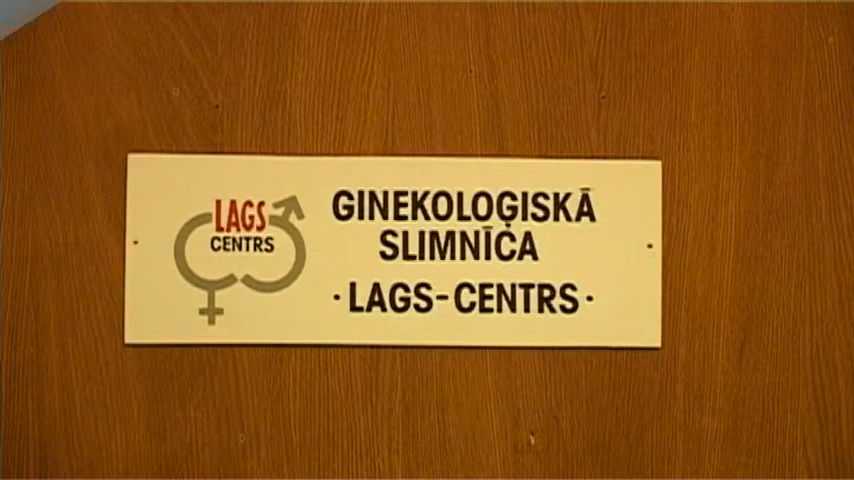 LAGS
CENTRS
GINEKOLOĢISKĀ
SLIMNĪCA
·LAGS-CENTRS·